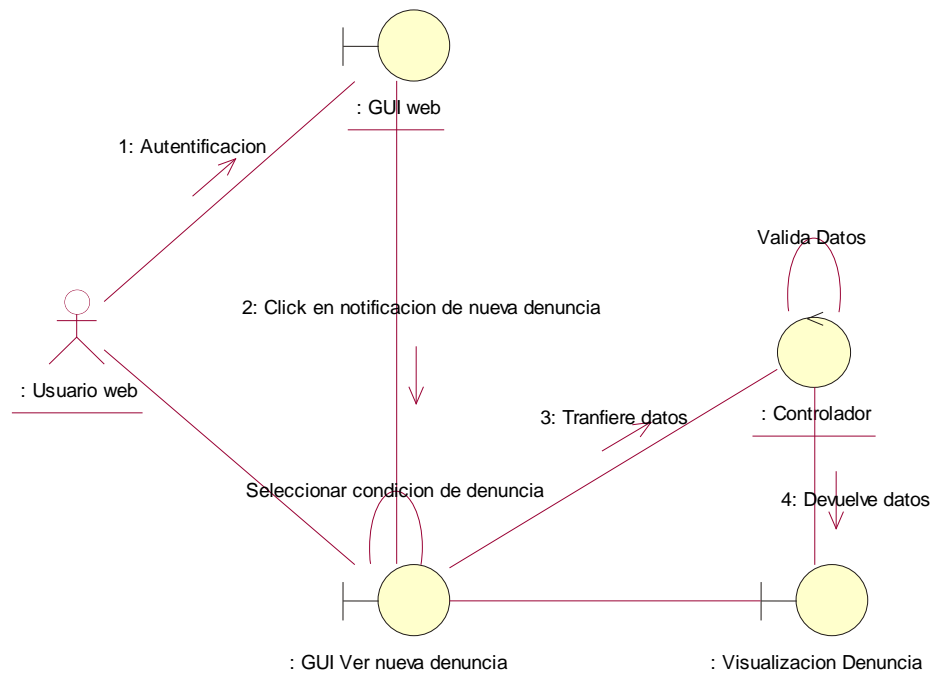 : GUI web
1: Autentificacion
Valida Datos
2: Click en notificacion de nueva denuncia
: Usuario web
3: Tranfiere datos
: Controlador
Seleccionar condicion de denuncia
4: Devuelve datos
: GUI Ver nueva denuncia
: Visualizacion Denuncia